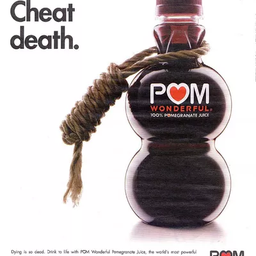 Cheat
death.
POM
WONDERFUL®
100% POMEGRANATE JUICE
Dying is so dead. Drink to life with POM Wonderful Pomegranate Juice, the world's most powerful
POM